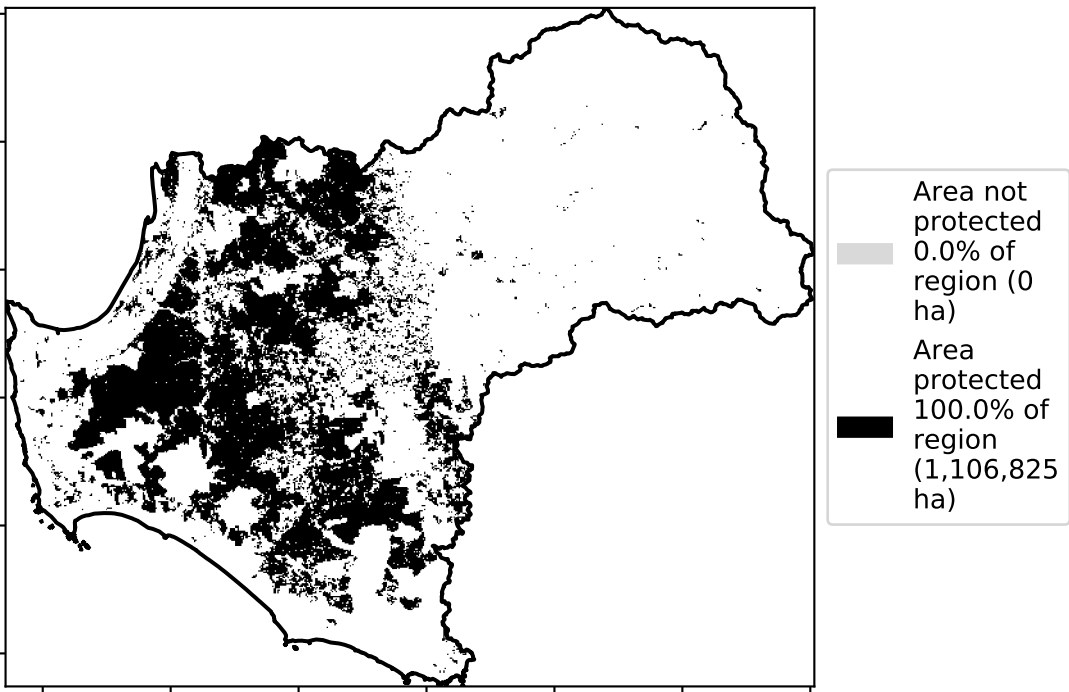 Area not
protected
0.0% of
region (0
ha)
Area
protected
100.0% of
region
(1,106,825
ha)